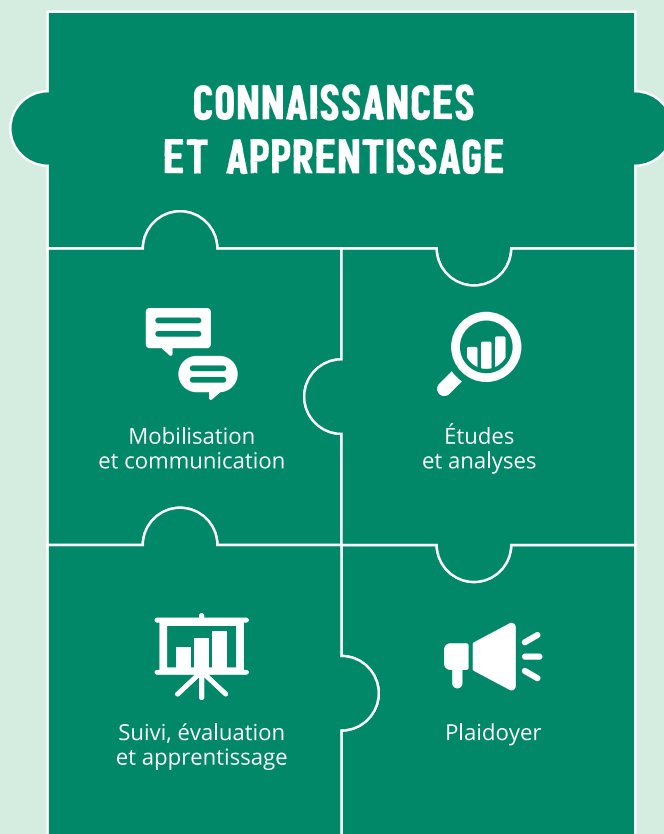 CONNAISSANCES
ET APPRENTISSAGE
Mobilisation
et communication
Études
et analyses
Suivi, évaluation
et apprentissage
Plaidoyer